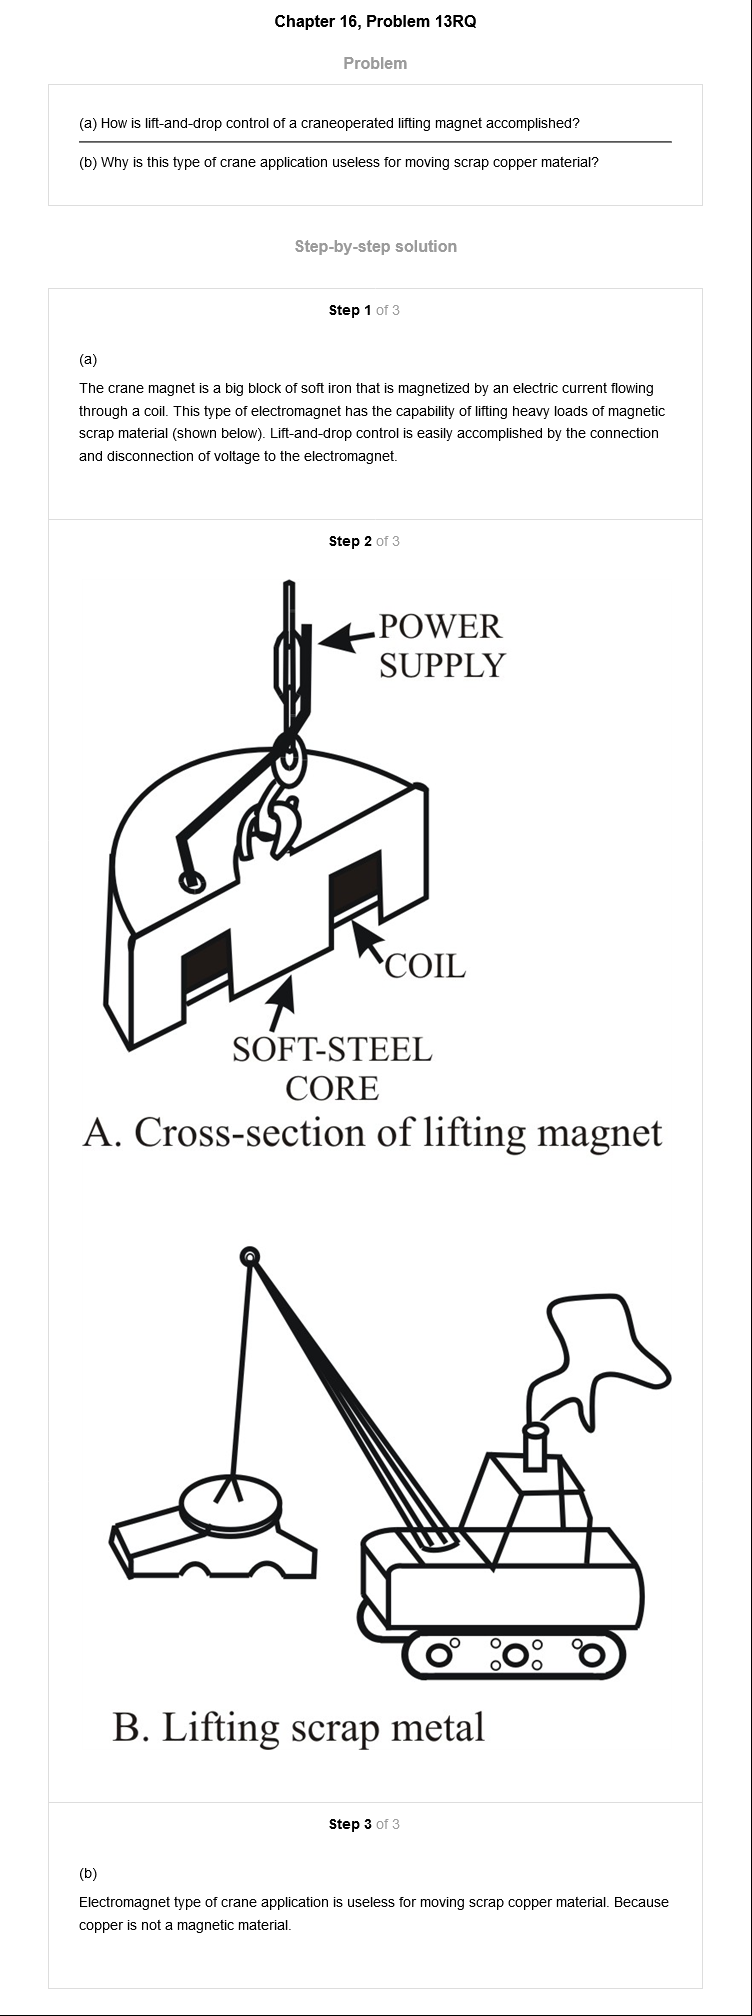 Chapter 16, Problem 13RQ
Problem
(a) How is lift-and-drop control of a craneoperated lifting magnet accomplished?
(b) Why is this type of crane application useless for moving scrap copper material?
Step-by-step solution
Step 1 of 3
(a)
The crane magnet is a big block of soft iron that is magnetized by an electric current flowing
through a coil. This type of electromagnet has the capability of lifting heavy loads of magnetic
scrap material (shown below). Lift-and-drop control is easily accomplished by the connection
and disconnection of voltage to the electromagnet.
Step 2 of 3
POWER
SUPPLY
COIL
SOFT-STEEL
CORE
A. Cross-section of lifting magnet
B. Lifting scrap metal
Step 3 of 3
(b)
Electromagnet type of crane application is useless for moving scrap copper material. Because
copper is not a magnetic material.